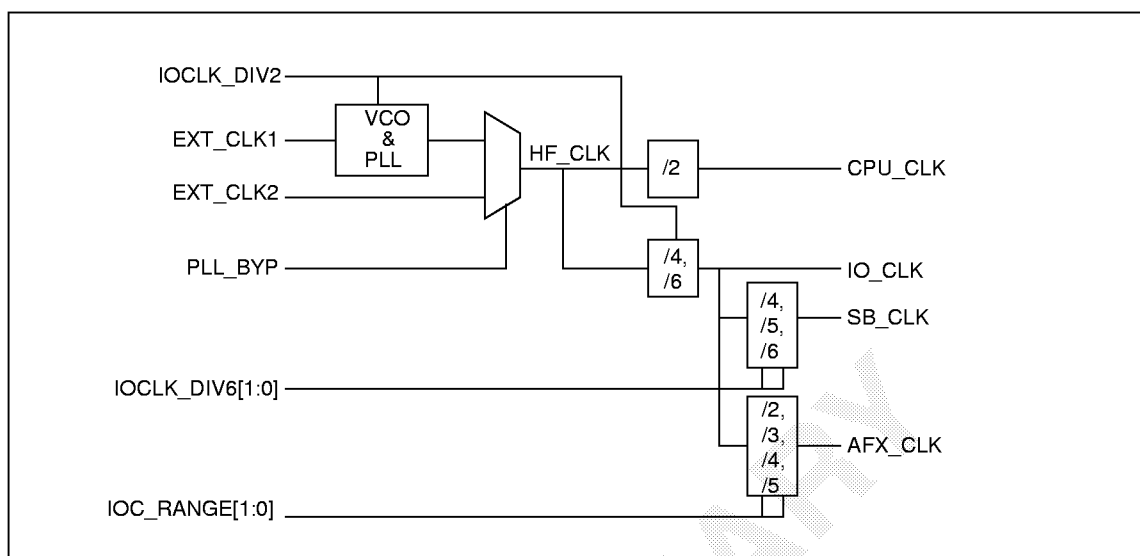 IOCLK_DIV2
VCO
&
PLL
EXT_CLK1
HF_CLK
/2
CPU_CLK
EXT_CLK2
PLL_BYP
/4,
/6
IO_CLK
/4,
/5,
/6
SB_CLK
IOCLK_DIV6[1:0]
/2,
/3,
/4,
/5
AFX_CLK
IOC_RANGE[1:0]